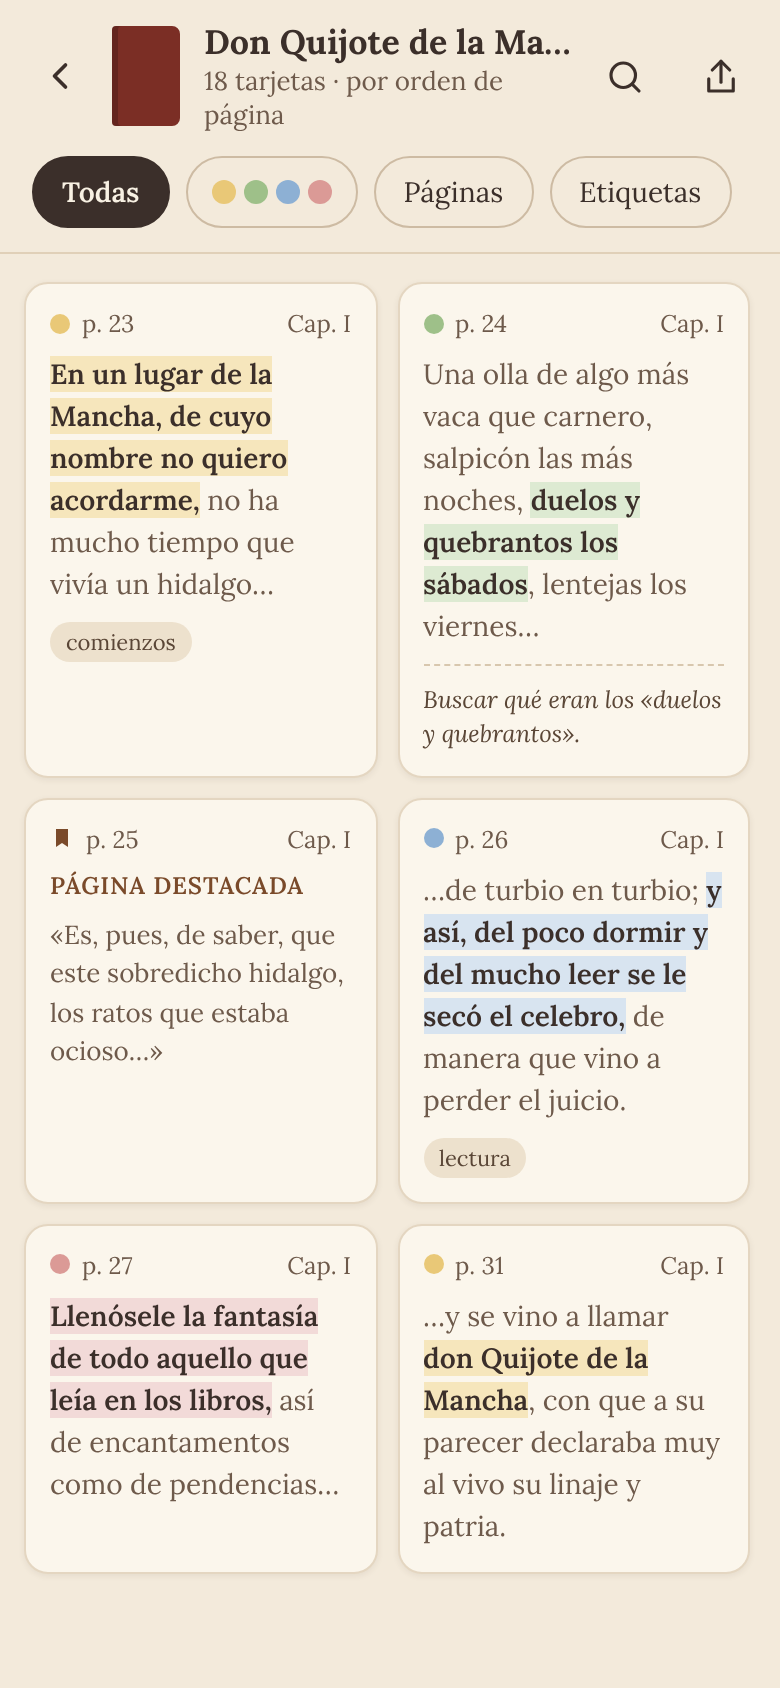 Don Quijote de la Ma…
18 tarjetas · por orden de
página
Todas
Páginas
Etiquetas
p. 23
Cap. I
En un lugar de la
Mancha, de cuyo
nombre no quiero
acordarme, no ha
mucho tiempo que
vivía un hidalgo…
comienzos
p. 24
Cap. I
Una olla de algo más
vaca que carnero,
salpicón las más
noches, duelos y
quebrantos los
sábados, lentejas los
viernes…
Buscar qué eran los «duelos
y quebrantos».
p. 25
Cap. I
PÁGINA DESTACADA
«Es, pues, de saber, que
este sobredicho hidalgo,
los ratos que estaba
ocioso…»
p. 26
Cap. I
…de turbio en turbio; y
así, del poco dormir y
del mucho leer se le
secó el celebro, de
manera que vino a
perder el juicio.
lectura
p. 27
Cap. I
Llenósele la fantasía
de todo aquello que
leía en los libros, así
de encantamentos
como de pendencias…
p. 31
Cap. I
…y se vino a llamar
don Quijote de la
Mancha, con que a su
parecer declaraba muy
al vivo su linaje y
patria.